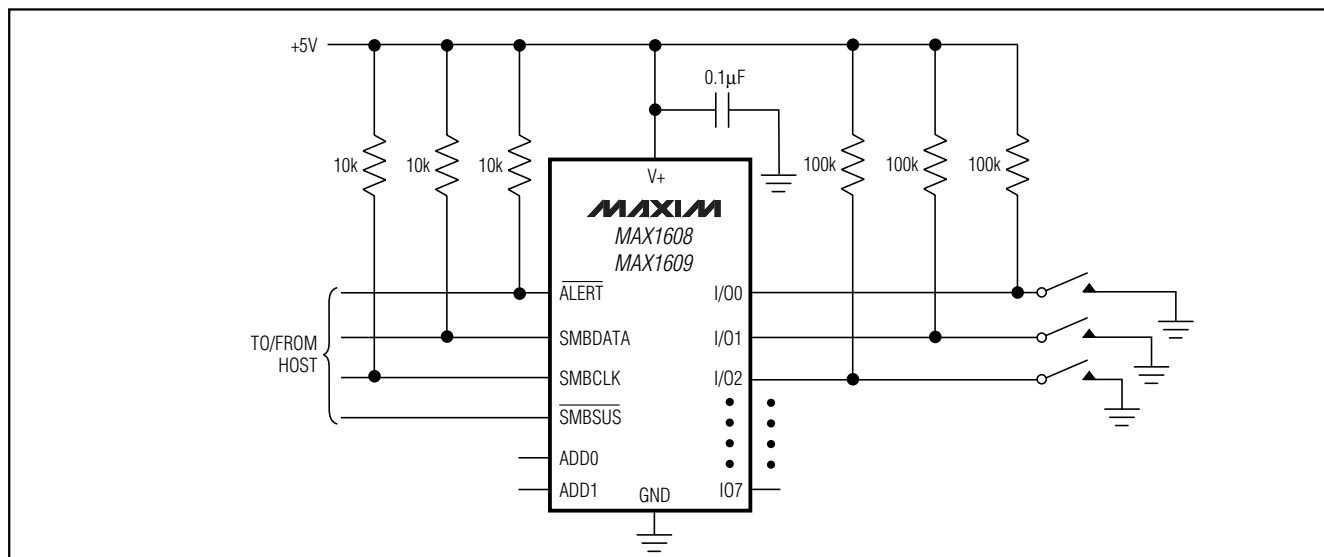 +5V
0.1μF
10k
10k
10k
100k
100k
100k
V+
MAXIM
MAX1608
MAX1609
ALERT
I/O0
SMBDATA
I/O1
TO/FROM
HOST
SMBCLK
I/O2
SMBSUS
ADD0
ADD1
GND
IO7